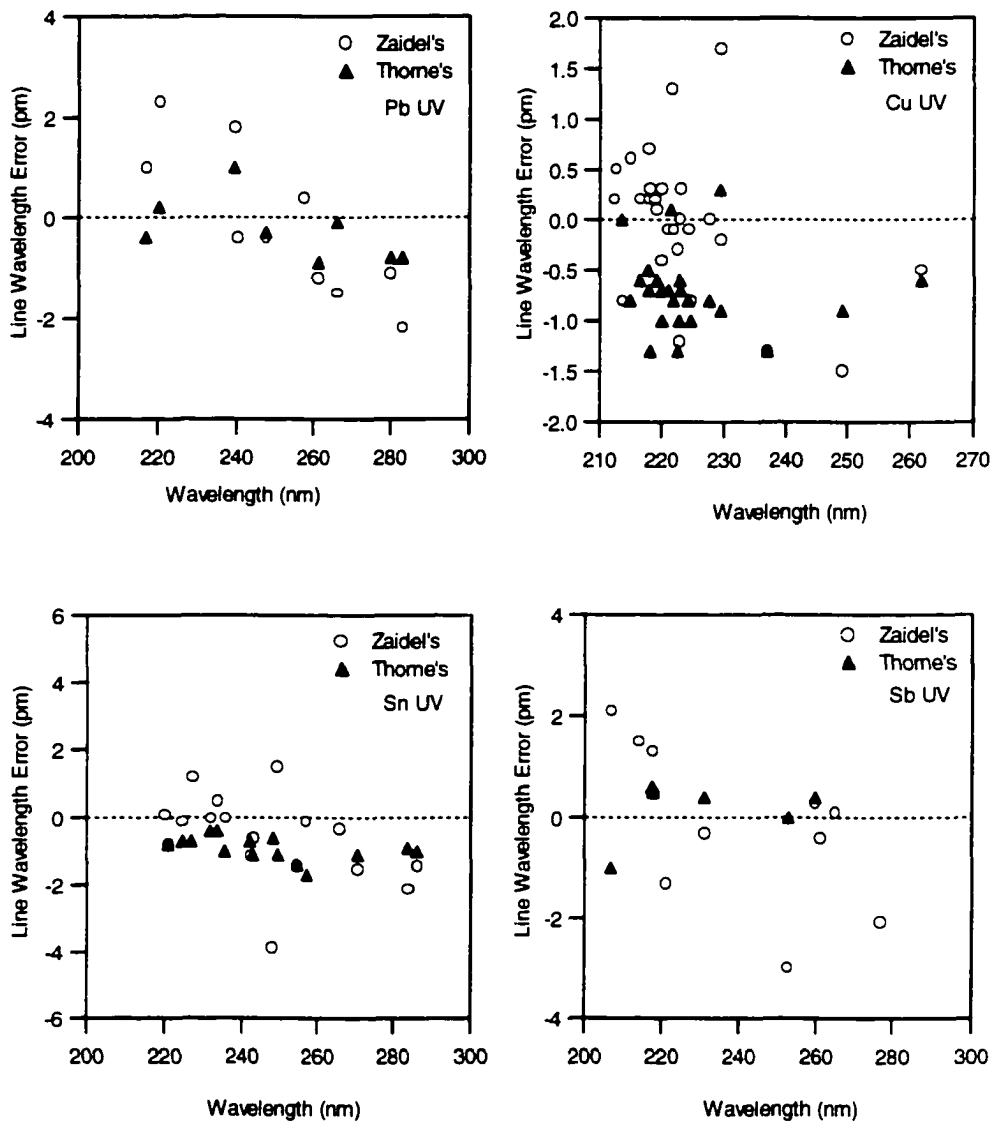 4
2
0
-2
-4
Line Wavelength Error (pm)
Zaidel's
Thorne's
Pb UV
200 220 240 260 280 300
Wavelength (nm)
2.0
1.5
1.0
0.5
0.0
-0.5
-1.0
-1.5
-2.0
Line Wavelength Error (pm)
Zaidel's
Thorne's
Cu UV
210 220 230 240 250 260 270
Wavelength (nm)
6
4
2
0
-2
-4
-6
Line Wavelength Error (pm)
Zaidel's
Thorne's
Sn UV
200 220 240 260 280 300
Wavelength (nm)
4
2
0
-2
-4
Line Wavelength Error (pm)
Zaidel's
Thorne's
Sb UV
200 220 240 260 280 300
Wavelength (nm)